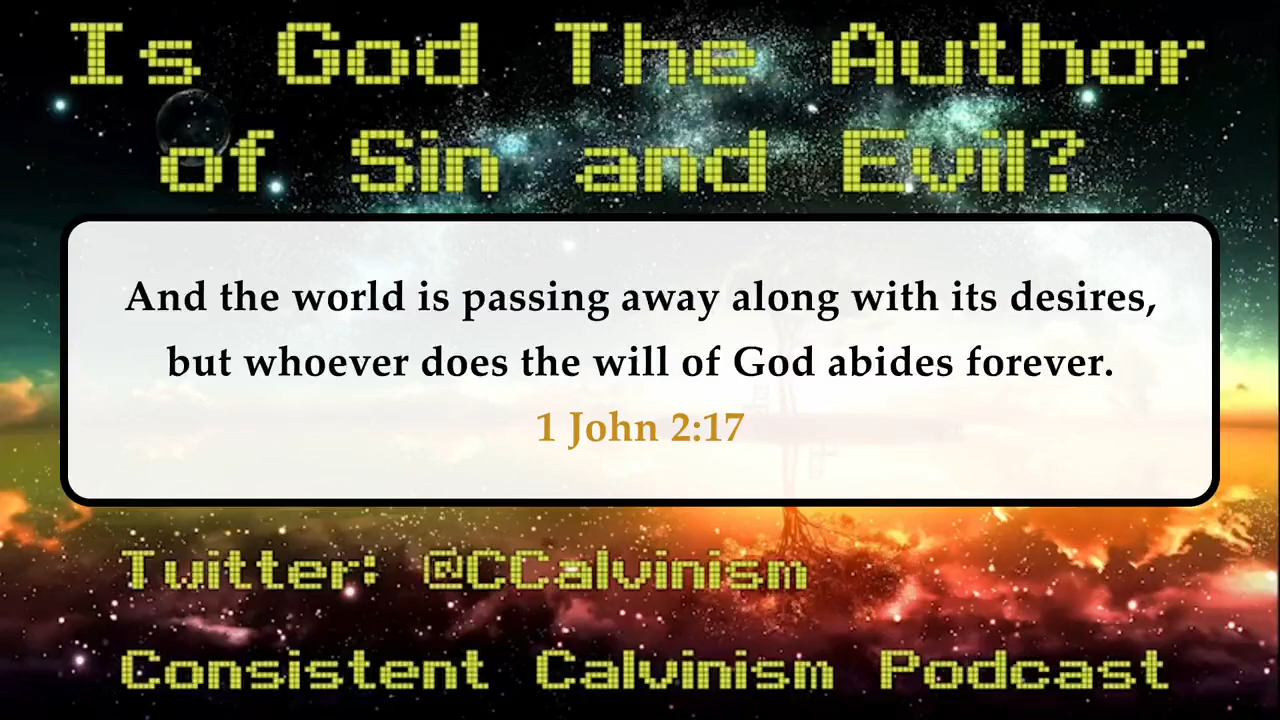 Is God The Author
of Sin and Evil?
And the world is passing away along with its desires,
but whoever does the will of God abides forever.
1 John 2:17
Twitter: @CCalvinism
Consistent Calvinism Podcast